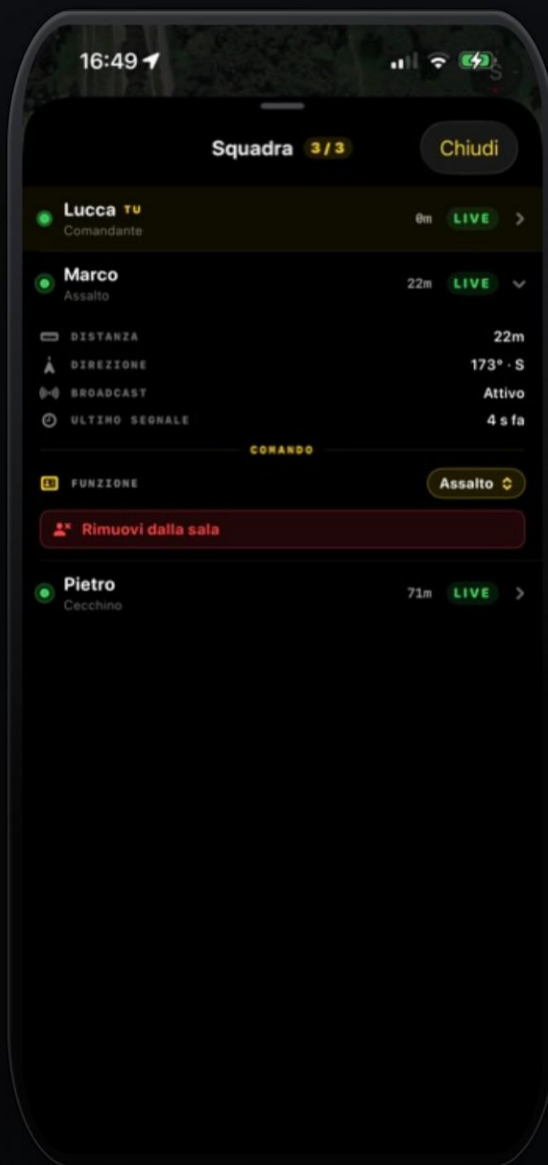 16:49
S
Squadra 3/3 Chiudi
Lucca TU 0m LIVE
Comandante
Marco 22m LIVE
Assalto
DISTANZA 22m
DIREZIONE 173° · S
BROADCAST Attivo
ULTIMO SEGNALE 4 s fa
COMANDO
FUNZIONE Assalto
Rimuovi dalla sala
Pietro 71m LIVE
Cecchino